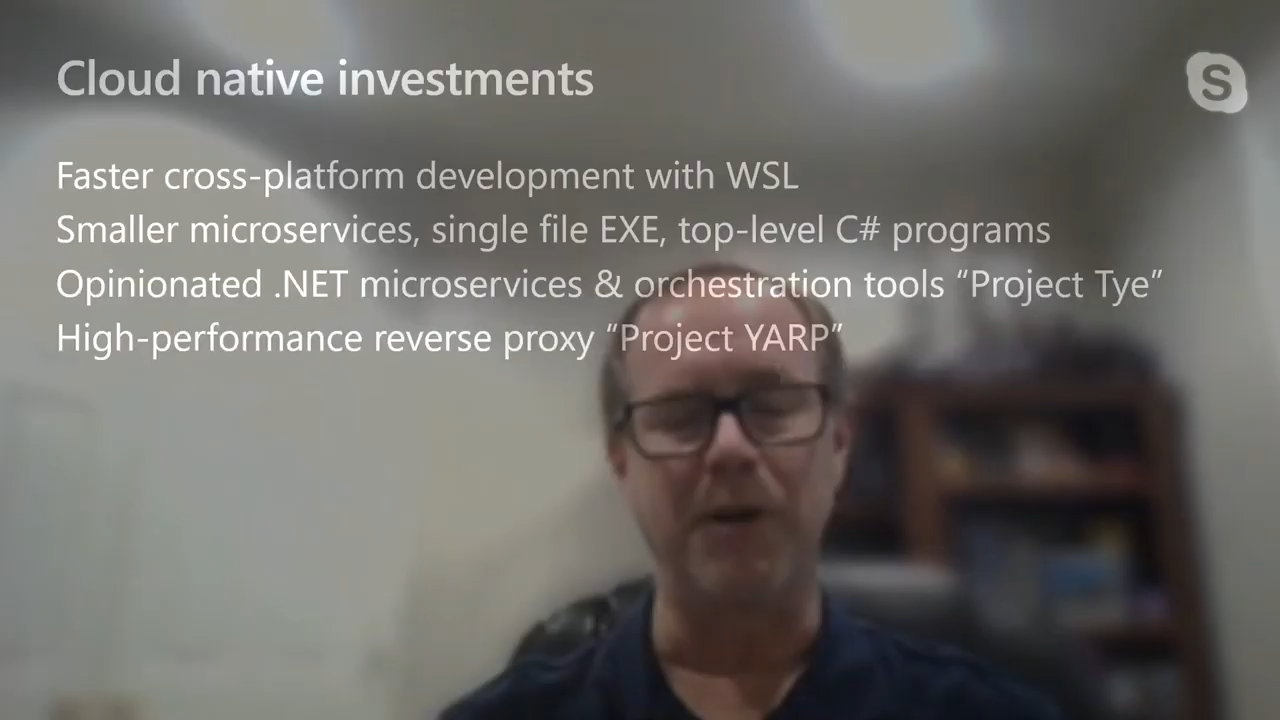 Cloud native investments
S
Faster cross-platform development with WSL
Smaller microservices, single file EXE, top-level C# programs
Opinionated .NET microservices & orchestration tools “Project Tye”
High-performance reverse proxy “Project YARP”